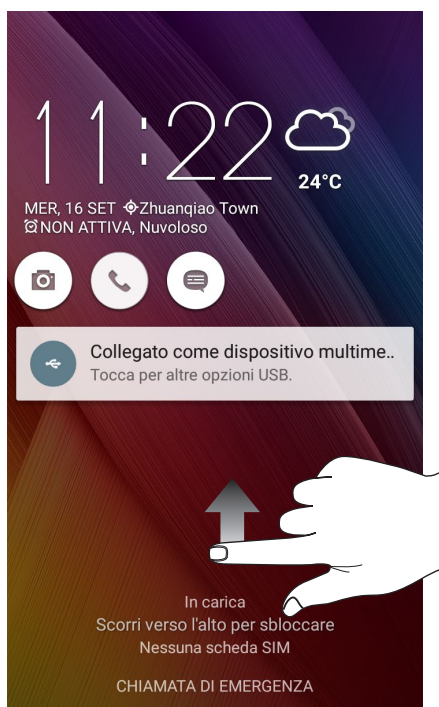 11:22
24°C
MER, 16 SET Zhuanqiao Town
NON ATTIVA, Nuvoloso
Collegato come dispositivo multime..
Tocca per altre opzioni USB.
In carica
Scorri verso l'alto per sbloccare
Nessuna scheda SIM
CHIAMATA DI EMERGENZA